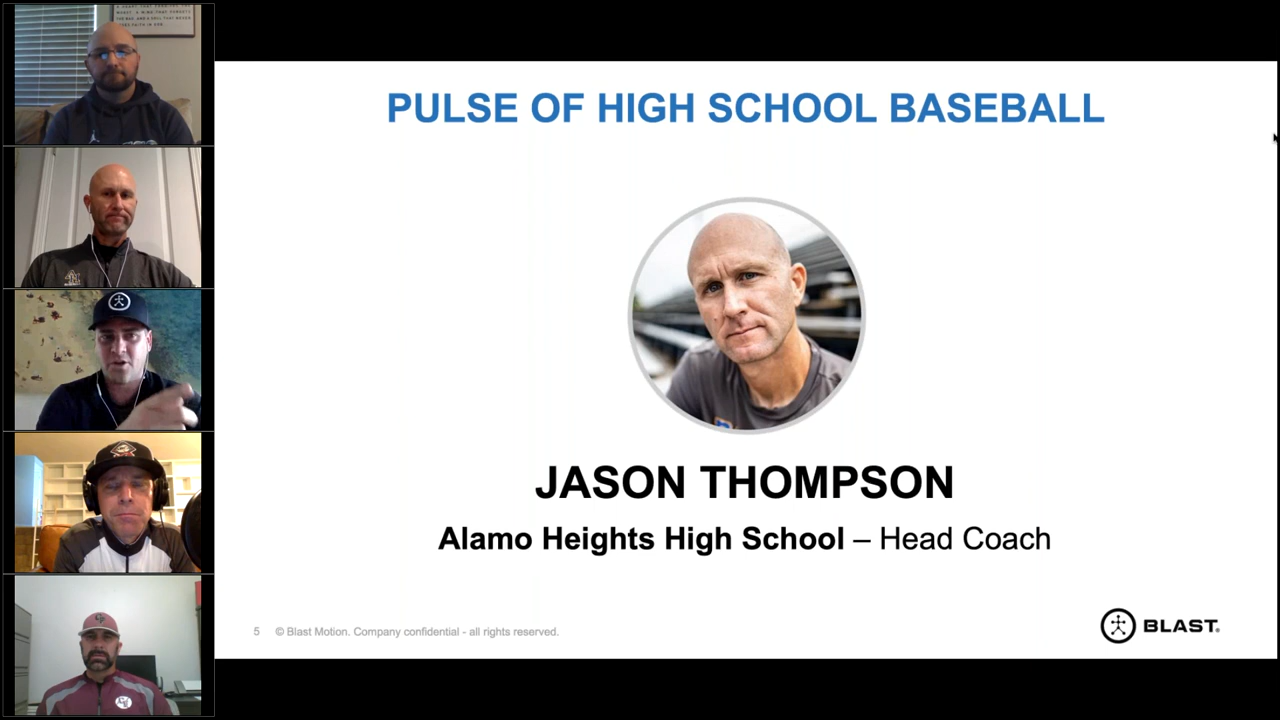 PULSE OF HIGH SCHOOL BASEBALL
JASON THOMPSON
Alamo Heights High School – Head Coach
5 © Blast Motion. Company confidential - all rights reserved.
BLAST